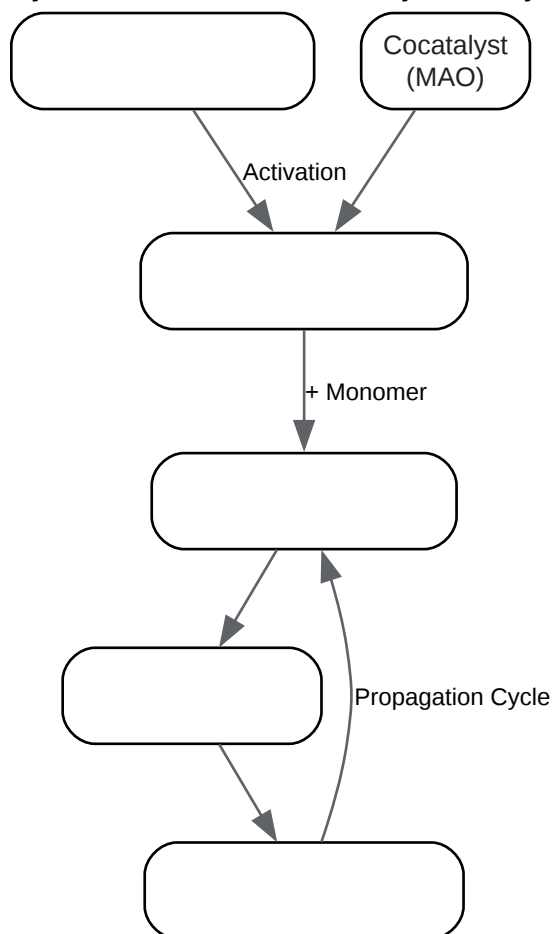 Cocatalyst
(MAO)
Activation
+ Monomer
Propagation Cycle